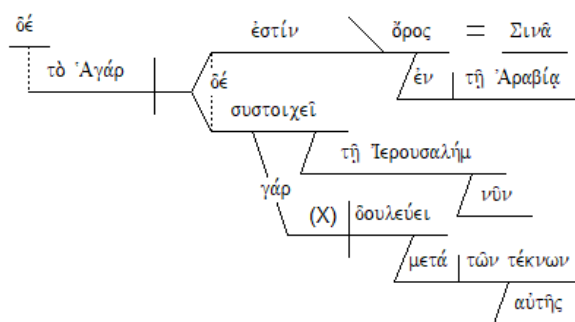 δέ
τὸ Ἁγάρ
ἐστίν ὄρος = Σινᾶ
δέ
ἐν τῇ Ἀραβίᾳ
συστοιχεῖ
τῇ Ἰερουσαλήμ
γάρ
νῦν
(X) δουλεύει
μετά τῶν τέκνων
αὐτῆς